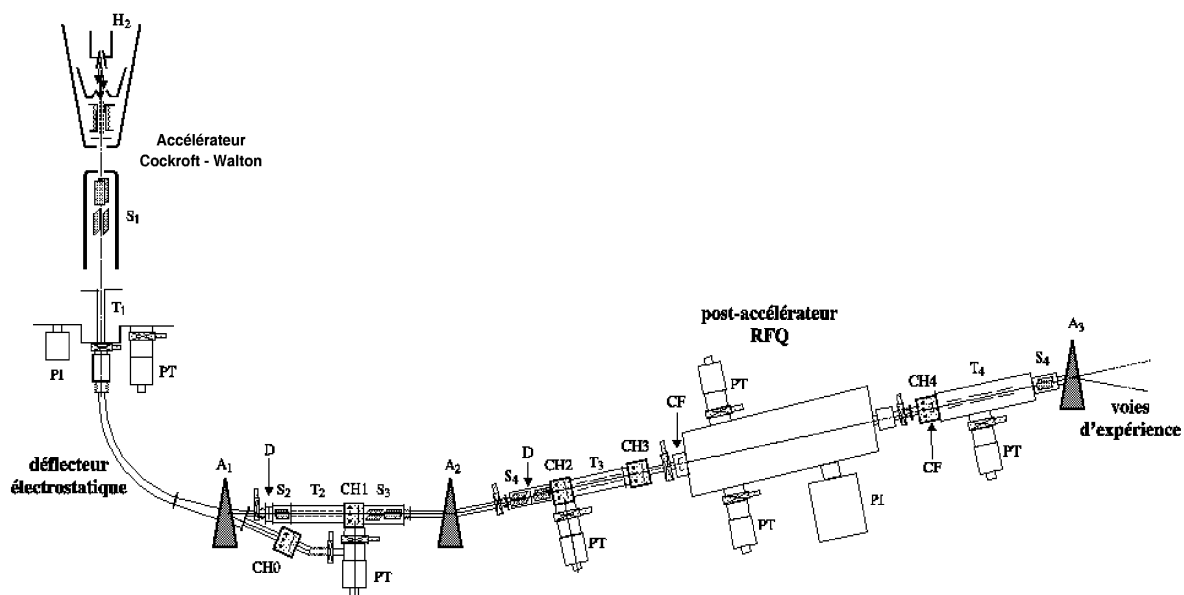 H2
Accélérateur
Cockroft - Walton
S1
T1
PI
PT
déflecteur
électrostatique
A1
D
S2
T2
CH1
S3
CH0
PT
A2
S4
D
CH2
T3
CH3
PT
CF
post-accélérateur
RFQ
PT
PT
PI
CH4
CF
T4
PT
S4
A3
voies
d'expérience